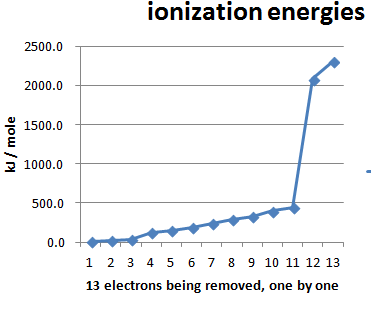 ionization energies
2500.0
2000.0
1500.0
1000.0
500.0
0.0
kJ / mole
1 2 3 4 5 6 7 8 9 10 11 12 13
13 electrons being removed, one by one